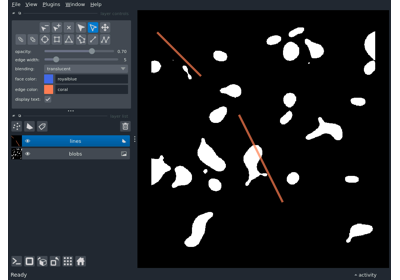 File View Plugins Window Help
opacity: 0.70
edge width: 3
blending: translucent
face color: royalblue
edge color: coral
display text:
lines
blobs
Ready
activity